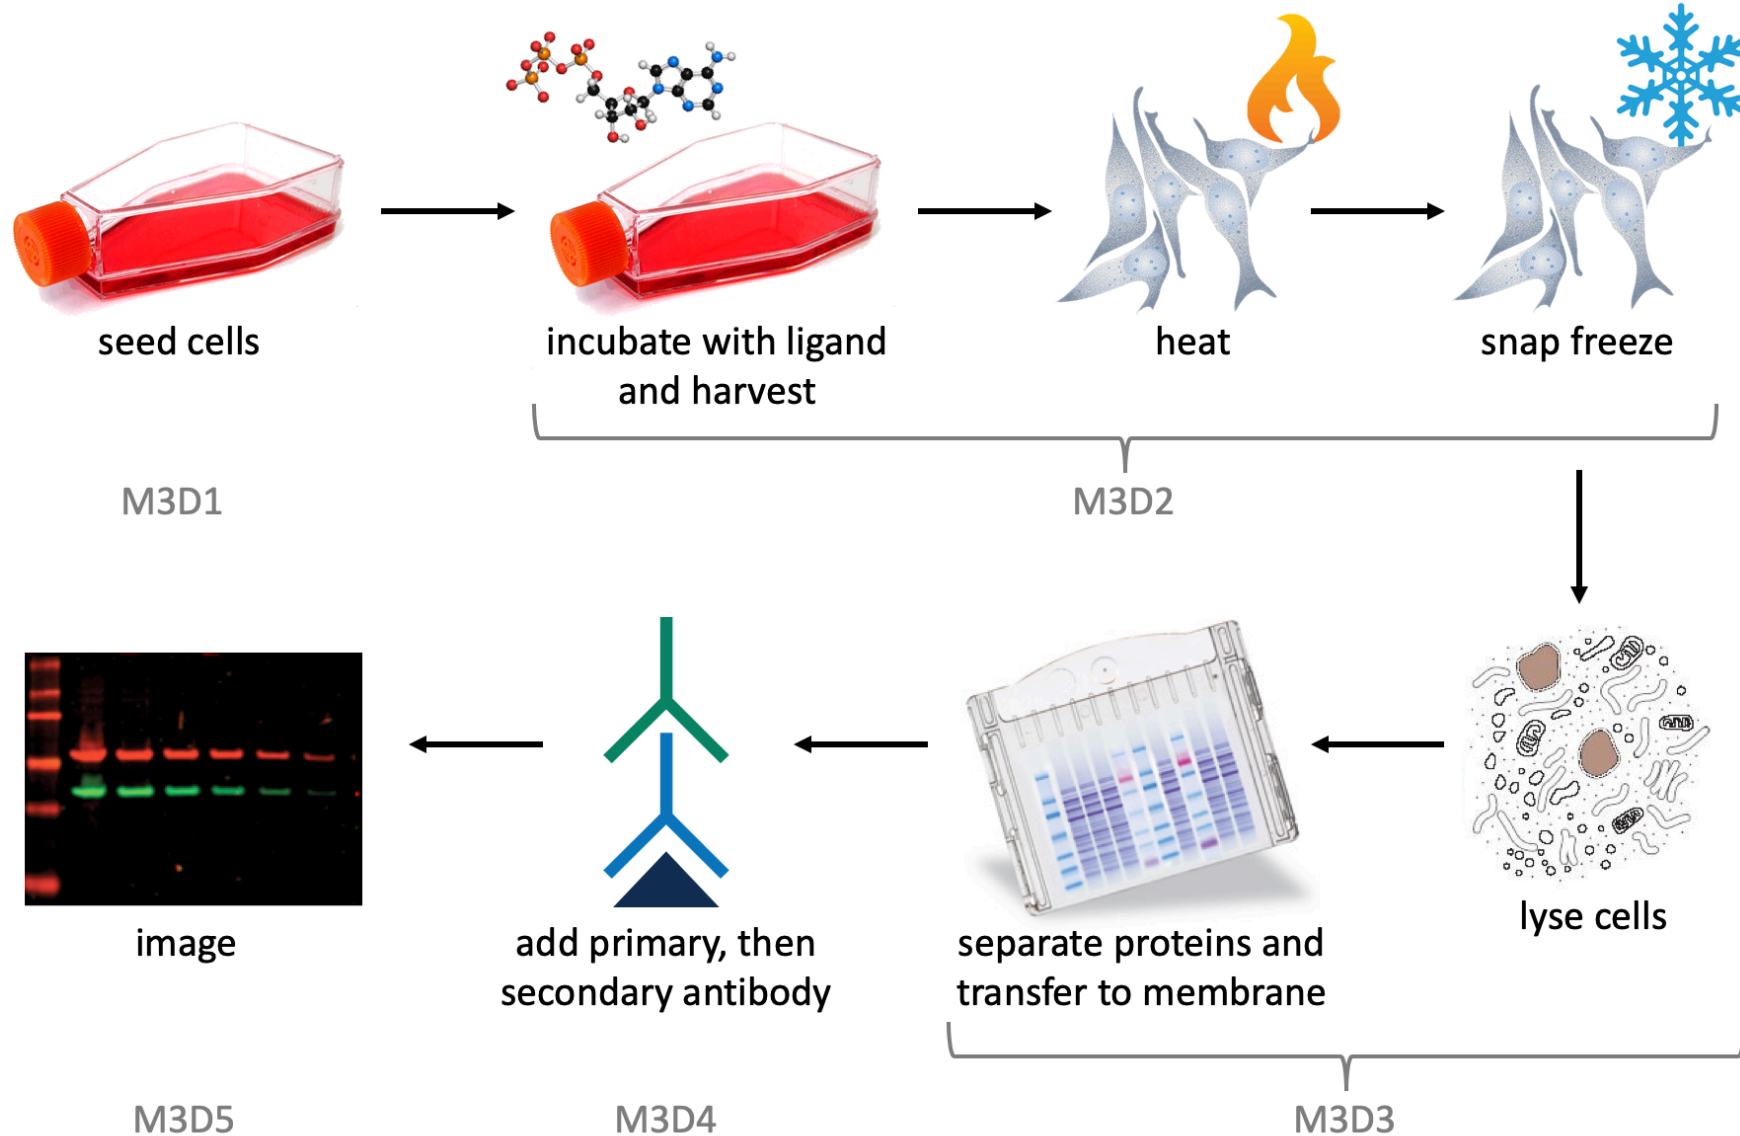 seed cells
incubate with ligand
and harvest
heat
snap freeze
M3D1
M3D2
lyse cells
separate proteins and
transfer to membrane
add primary, then
secondary antibody
image
M3D5
M3D4
M3D3